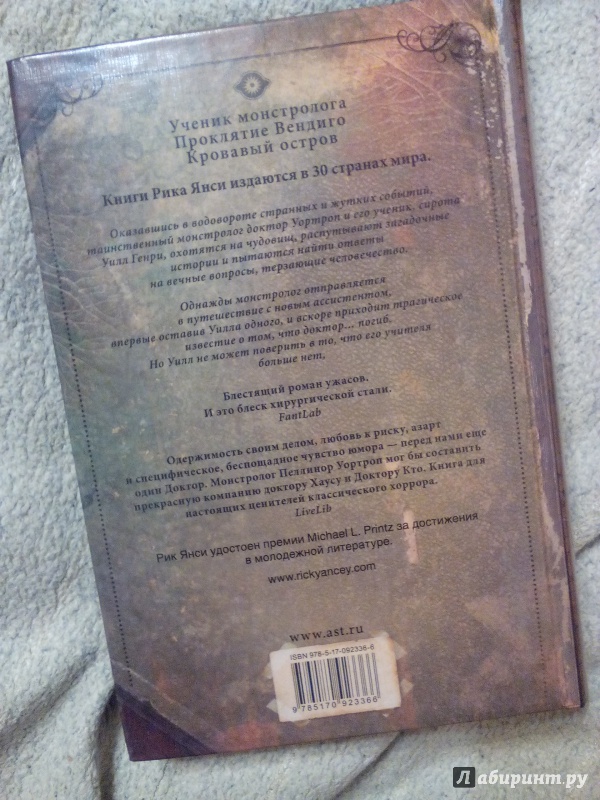 Ученик монстролога
Проклятие Вендиго
Кровавый остров
Книги Рика Янси издаются в 30 странах мира.
Оказавшись в водовороте странных и жутких событий,
таинственный монстролог доктор Уортроп и его ученик, сирота
Уилл Генри, охотятся на чудовищ, распутывают загадочные
истории и пытаются найти ответы
на вечные вопросы, терзающие человечество.
Однажды монстролог отправляется
в путешествие с новым ассистентом,
впервые оставив Уилла одного, и вскоре приходит трагическое
известие о том, что доктор... погиб.
Но Уилл не может поверить в то, что его учителя
больше нет.
Блестящий роман ужасов.
И это блеск хирургической стали.
FantLab
Одержимость своим делом, любовь к риску, азарт
и специфическое, беспощадное чувство юмора — перед нами еще
один Доктор. Монстролог Пеллинор Уортроп мог бы составить
прекрасную компанию доктору Хаусу и Доктору Кто. Книга для
настоящих ценителей классического хоррора.
LiveLib
Рик Янси удостоен премии Michael L. Printz за достижения
в молодежной литературе.
www.rickyancey.com
www.ast.ru
ISBN 978-5-17-092336-6
9 785170 923366
Лабиринт.ру